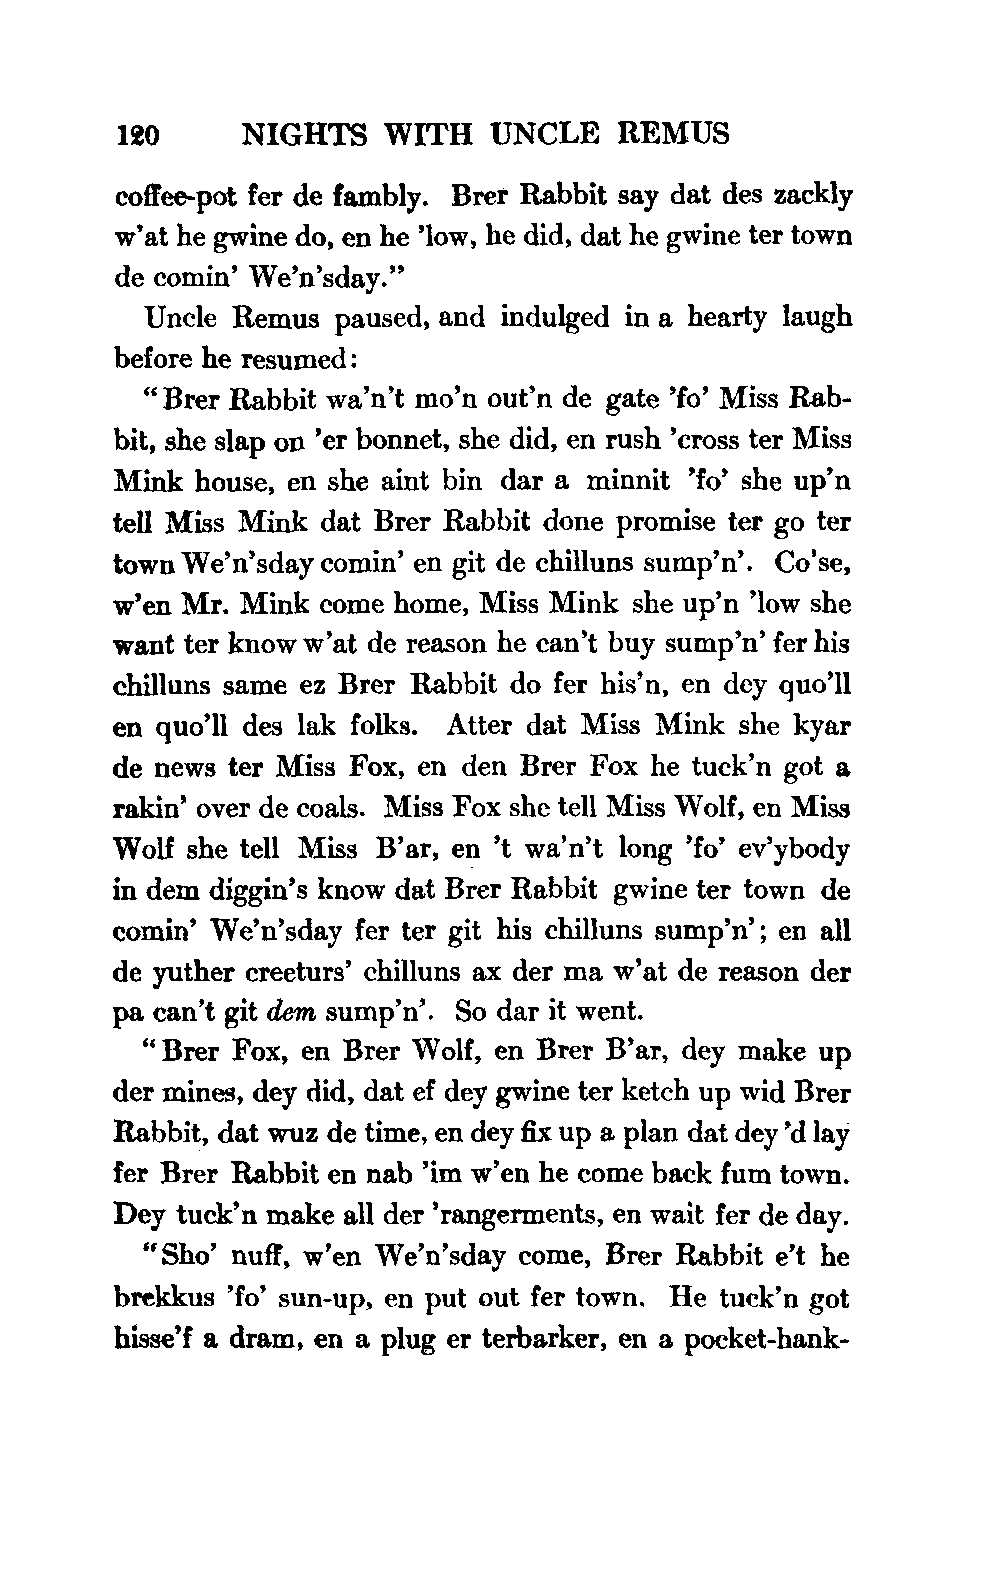 120 NIGHTS WITH UNCLE REMUS
coffee-pot fer de fambly. Brer Rabbit say dat des zackly
w'at he gwine do, en he 'low, he did, dat he gwine ter town
de comin' We'n'sday."
Uncle Remus paused, and indulged in a hearty laugh
before he resumed:
"Brer Rabbit wa'n't mo'n out'n de gate 'fo' Miss Rab-
bit, she slap on 'er bonnet, she did, en rush 'cross ter Miss
Mink house, en she aint bin dar a minnit 'fo' she up'n
tell Miss Mink dat Brer Rabbit done promise ter go ter
town We'n'sday comin' en git de chilluns sump'n'. Co'se,
w'en Mr. Mink come home, Miss Mink she up'n 'low she
want ter know w'at de reason he can't buy sump'n' fer his
chilluns same ez Brer Rabbit do fer his'n, en dey quo'll
en quo'll des lak folks. Atter dat Miss Mink she kyar
de news ter Miss Fox, en den Brer Fox he tuck'n got a
rakin' over de coals. Miss Fox she tell Miss Wolf, en Miss
Wolf she tell Miss B'ar, en 't wa'n't long 'fo' ev'ybody
in dem diggin's know dat Brer Rabbit gwine ter town de
comin' We'n'sday fer ter git his chilluns sump'n'; en all
de yuther creeturs' chilluns ax der ma w'at de reason der
pa can't git dem sump'n'. So dar it went.
"Brer Fox, en Brer Wolf, en Brer B'ar, dey make up
der mines, dey did, dat ef dey gwine ter ketch up wid Brer
Rabbit, dat wuz de time, en dey fix up a plan dat dey 'd lay
fer Brer Rabbit en nab 'im w'en he come back fum town.
Dey tuck'n make all der 'rangerments, en wait fer de day.
"Sho' nuff, w'en We'n'sday come, Brer Rabbit e't he
brekkus 'fo' sun-up, en put out fer town. He tuck'n got
hisse'f a dram, en a plug er terbarker, en a pocket-hank-